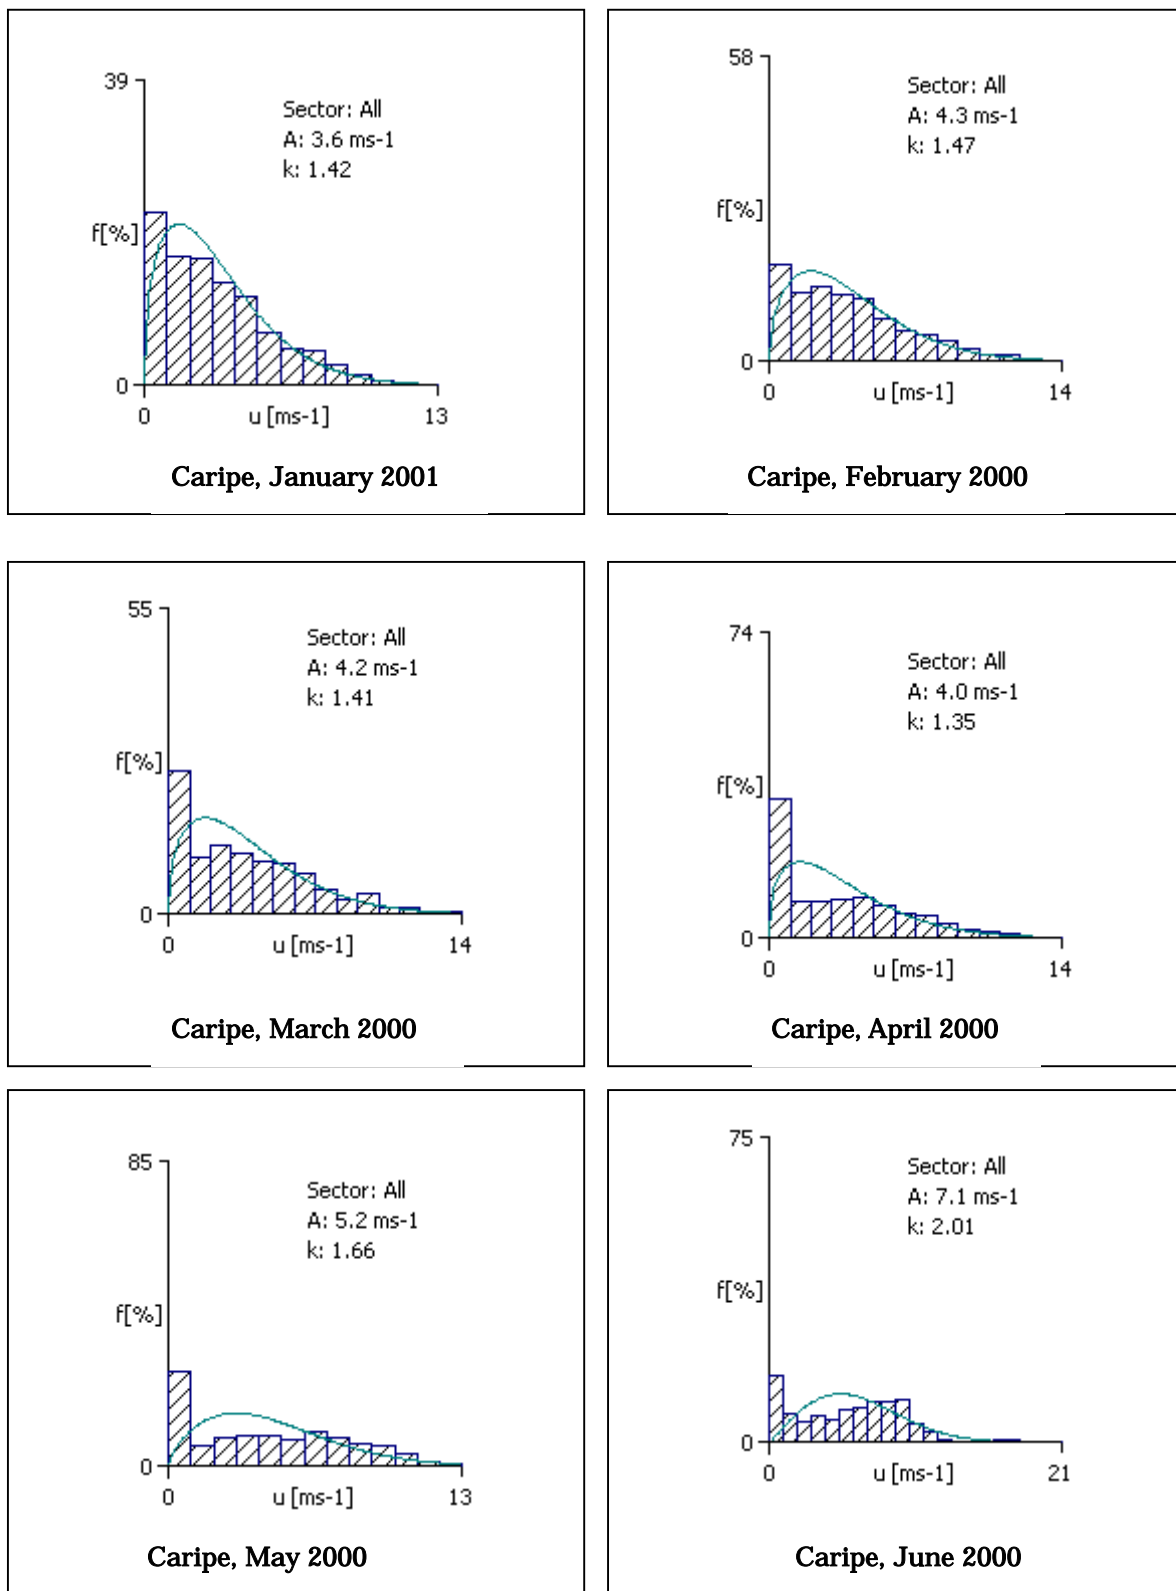 39
Sector: All
A: 3.6 ms-1
k: 1.42
f[%]
0
0
u [ms-1]
13
Caripe, January 2001
58
Sector: All
A: 4.3 ms-1
k: 1.47
f[%]
0
0
u [ms-1]
14
Caripe, February 2000
55
Sector: All
A: 4.2 ms-1
k: 1.41
f[%]
0
0
u [ms-1]
14
Caripe, March 2000
74
Sector: All
A: 4.0 ms-1
k: 1.35
f[%]
0
0
u [ms-1]
14
Caripe, April 2000
85
Sector: All
A: 5.2 ms-1
k: 1.66
f[%]
0
0
u [ms-1]
13
Caripe, May 2000
75
Sector: All
A: 7.1 ms-1
k: 2.01
f[%]
0
0
u [ms-1]
21
Caripe, June 2000